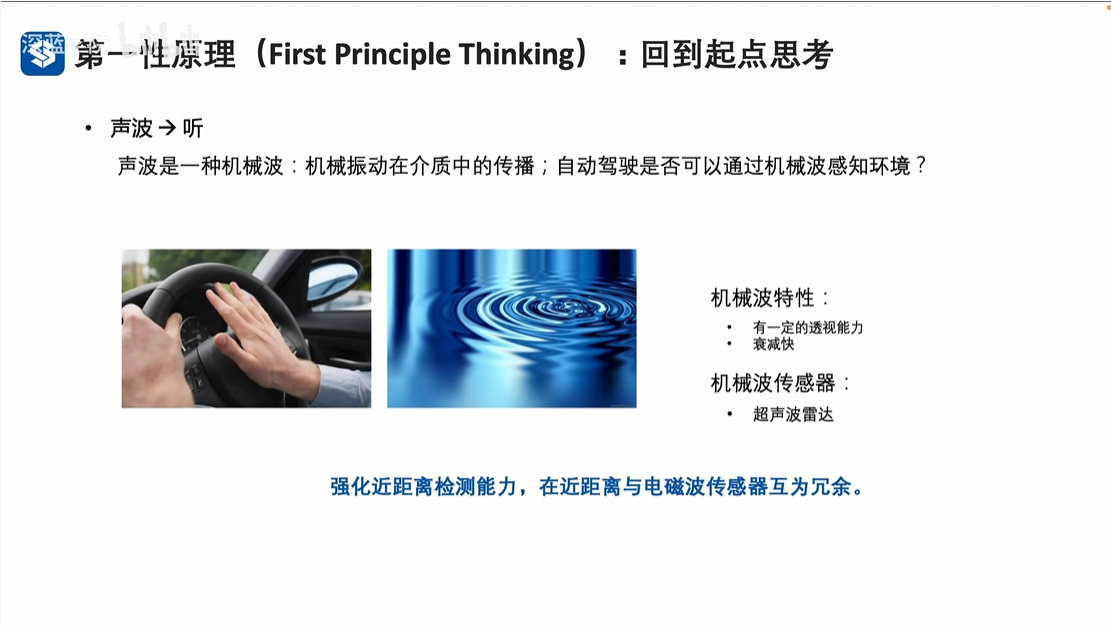 第一性原理（First Principle Thinking）：回到起点思考
• 声波→听
声波是一种机械波：机械振动在介质中的传播；自动驾驶是否可以通过机械波感知环境？
机械波特性：
• 有一定的透视能力
• 衰减快
机械波传感器：
• 超声波雷达
强化近距离检测能力，在近距离与电磁波传感器互为冗余。